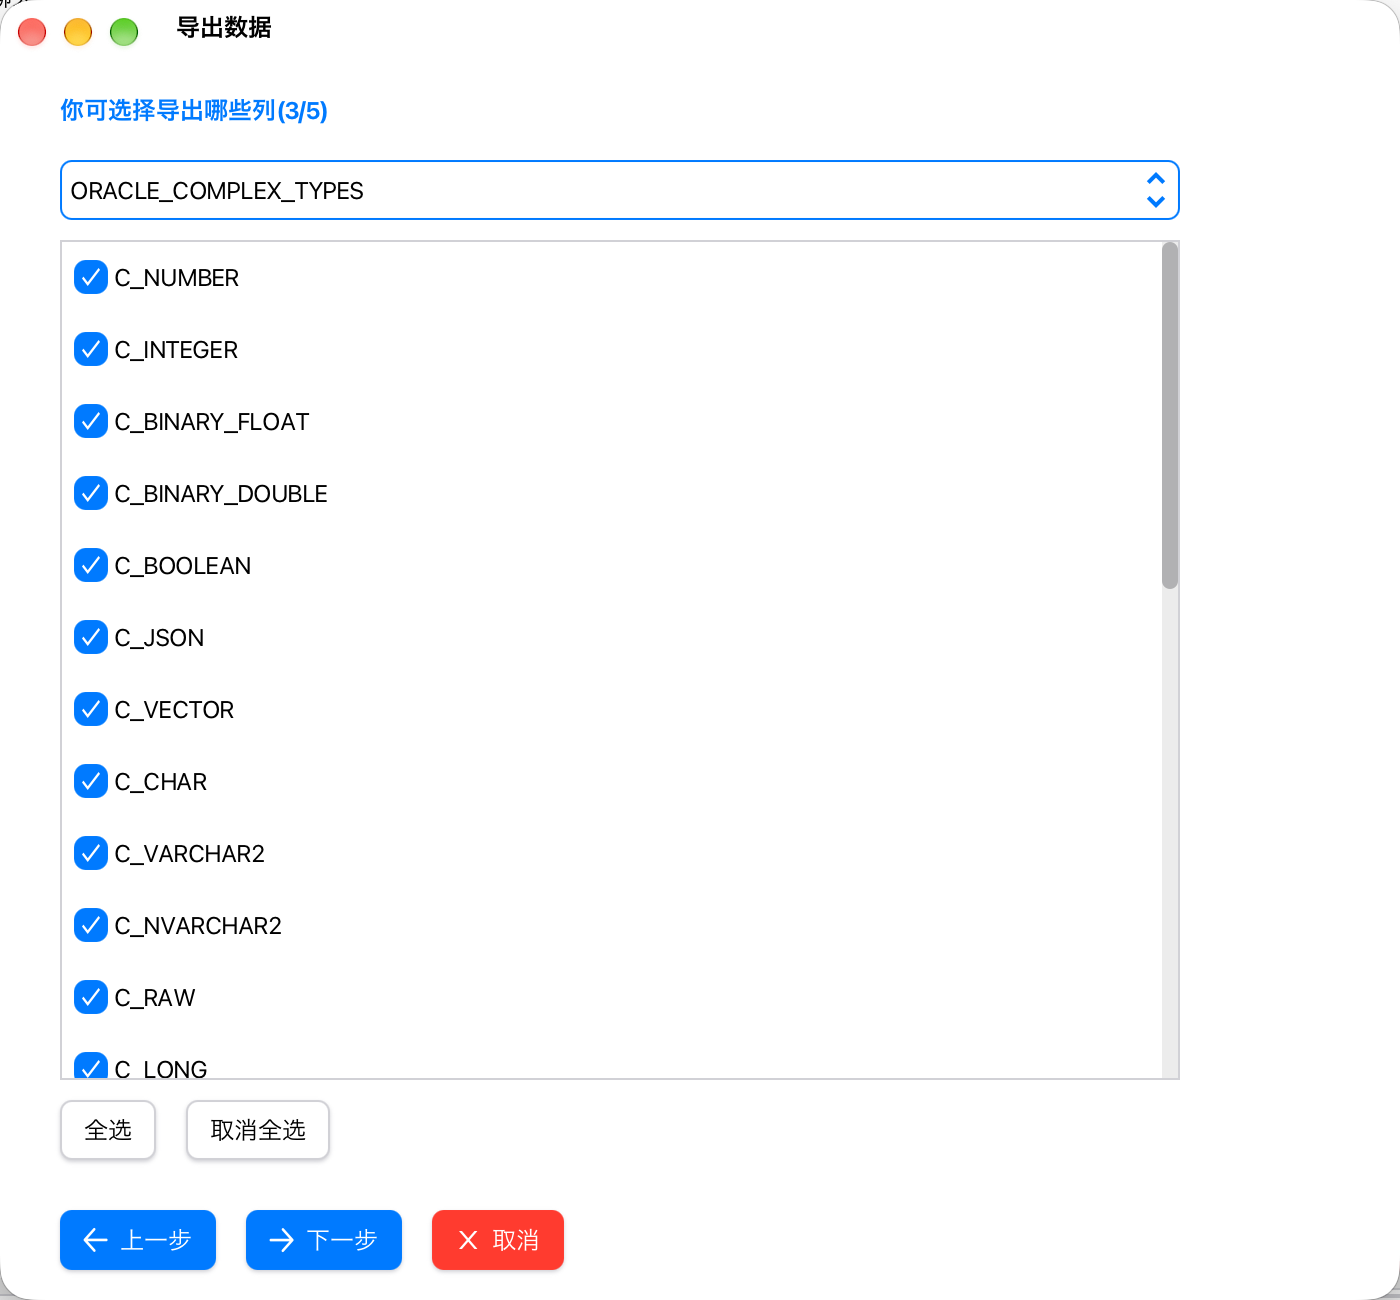 导出数据
你可选择导出哪些列(3/5)
ORACLE_COMPLEX_TYPES
C_NUMBER
C_INTEGER
C_BINARY_FLOAT
C_BINARY_DOUBLE
C_BOOLEAN
C_JSON
C_VECTOR
C_CHAR
C_VARCHAR2
C_NVARCHAR2
C_RAW
C_LONG
全选 取消全选
上一步 下一步 取消